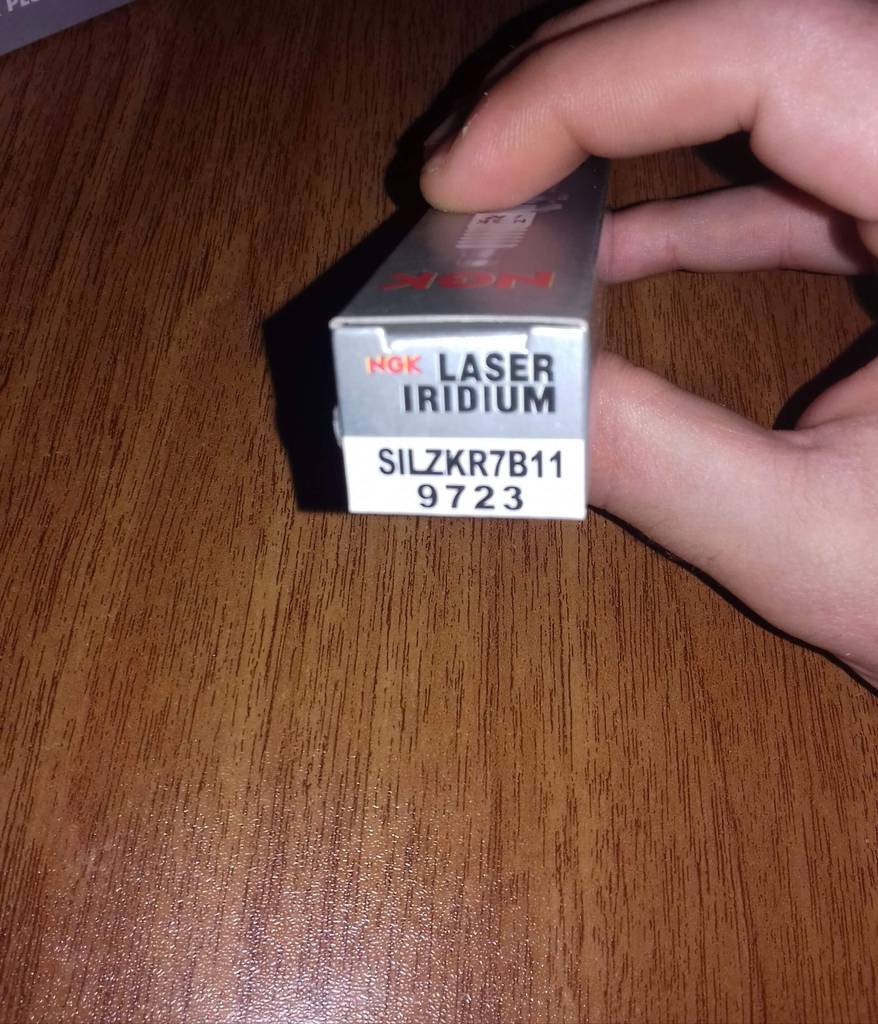 NGK
NGK LASER
IRIDIUM
SILZKR7B11
9723